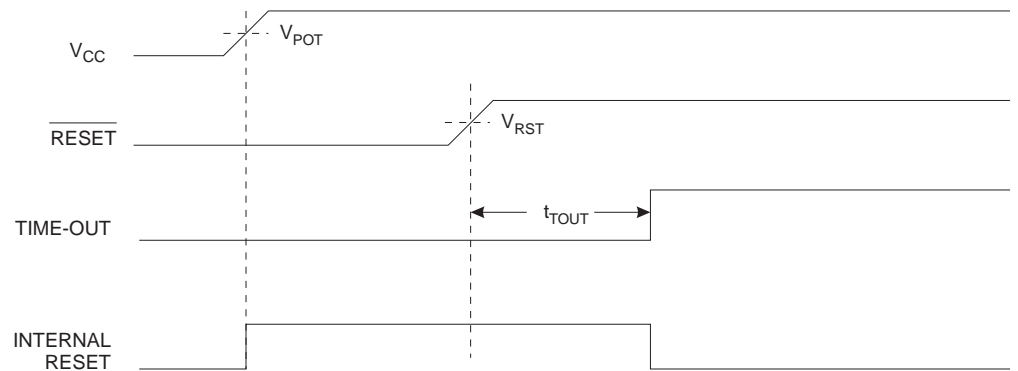 VCC
VPOT
RESET
VRST
TIME-OUT
tTOUT
INTERNAL
RESET